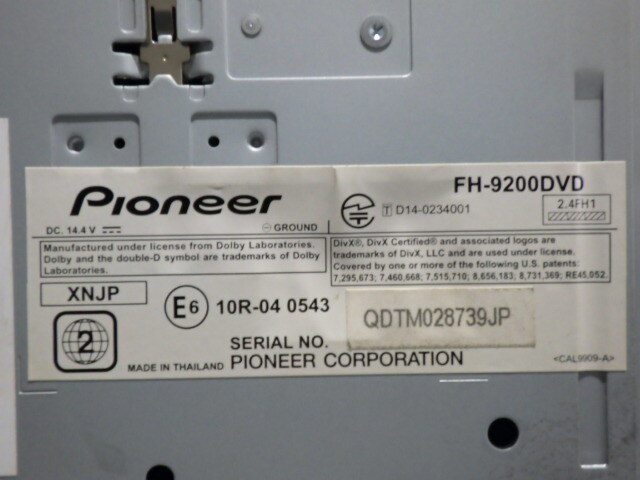 Pioneer
FH-9200DVD
DC. 14.4 V ⎓
⊖ GROUND
T D14-0234001
2.4FH1
Manufactured under license from Dolby Laboratories.
Dolby and the double-D symbol are trademarks of Dolby
Laboratories.
DivX®, DivX Certified® and associated logos are
trademarks of DivX, LLC and are used under license.
Covered by one or more of the following U.S. patents:
7,295,673; 7,460,668; 7,515,710; 8,656,183; 8,731,369; RE45,052.
XNJP
E6
10R-04 0543
QDTM028739JP
2
SERIAL NO.
MADE IN THAILAND PIONEER CORPORATION
<CAL9909-A>